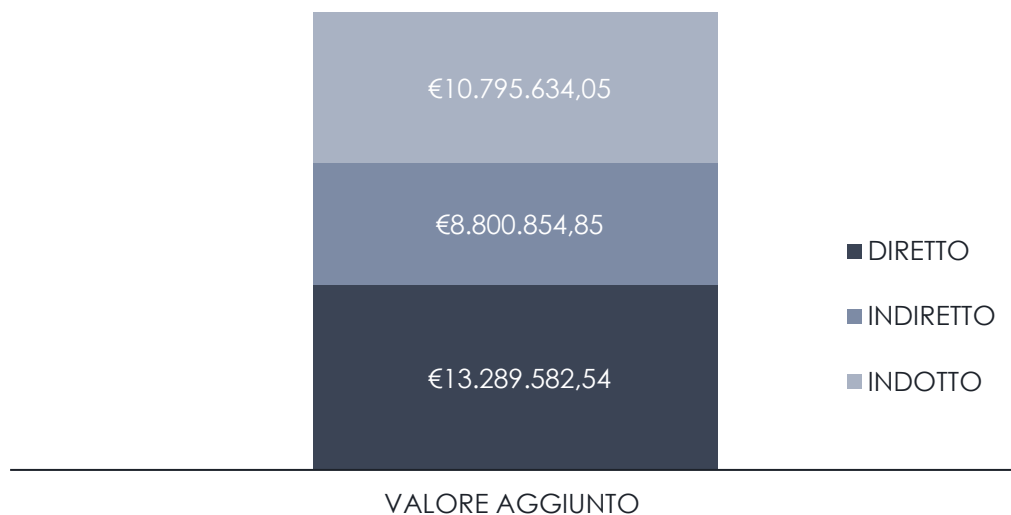 €10.795.634,05
€8.800.854,85
€13.289.582,54
DIRETTO
INDIRETTO
INDOTTO
VALORE AGGIUNTO